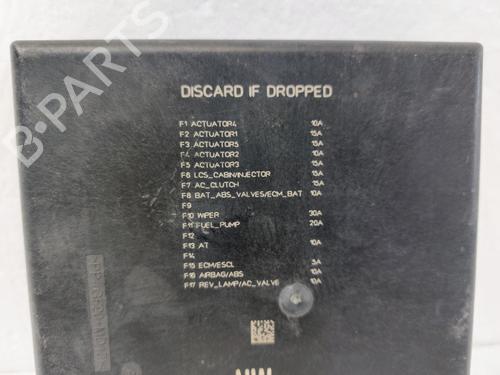 DISCARD IF DROPPED
F1 ACTUATOR4 10A
F2 ACTUATOR1 15A
F3 ACTUATOR5 15A
F4 ACTUATOR2 10A
F5 ACTUATOR3 15A
F6 LCS_CABIN/INJECTOR 15A
F7 AC_CLUTCH 15A
F8 BAT_ABS_VALVES/ECM_BAT 10A
F9
F10 WIPER 30A
F11 FUEL_PUMP 20A
F12
F13 AT 10A
F14
F15 ECM/ESCL 5A
F16 AIRBAG/ABS 10A
F17 REV_LAMP/AC_VALVE 10A